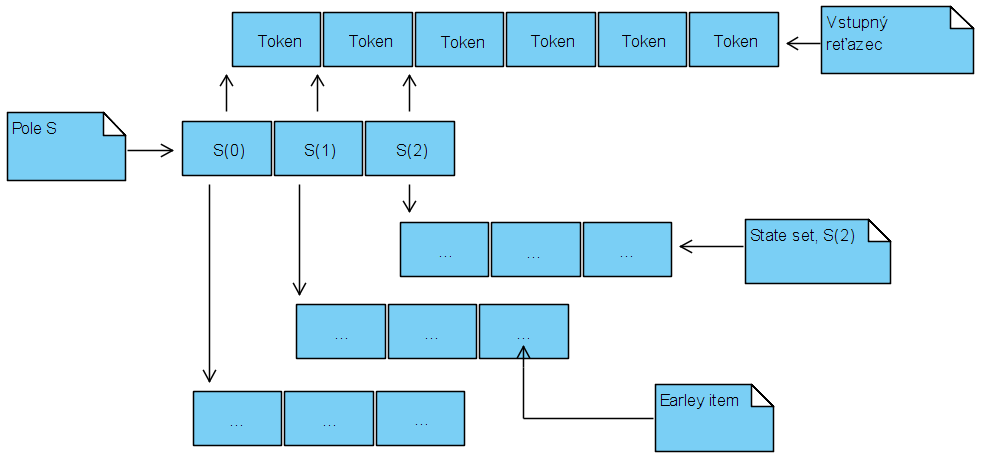 Token Token Token Token Token Token
Vstupný
reťazec
Pole S
S(0) S(1) S(2)
... ... ...
State set, S(2)
... ... ...
Earley item
... ... ...